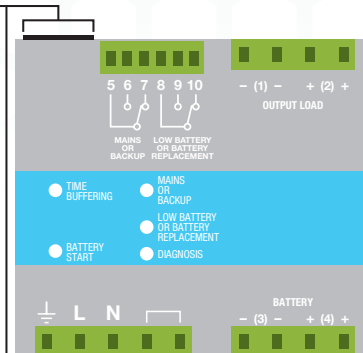 5 6 7 8 9 10
− (1) − + (2) +
OUTPUT LOAD
MAINS
OR
BACKUP
LOW BATTERY
OR BATTERY
REPLACEMENT
TIME
BUFFERING
MAINS
OR
BACKUP
LOW BATTERY
OR BATTERY
REPLACEMENT
BATTERY
START
DIAGNOSIS
L N
BATTERY
− (3) − + (4) +